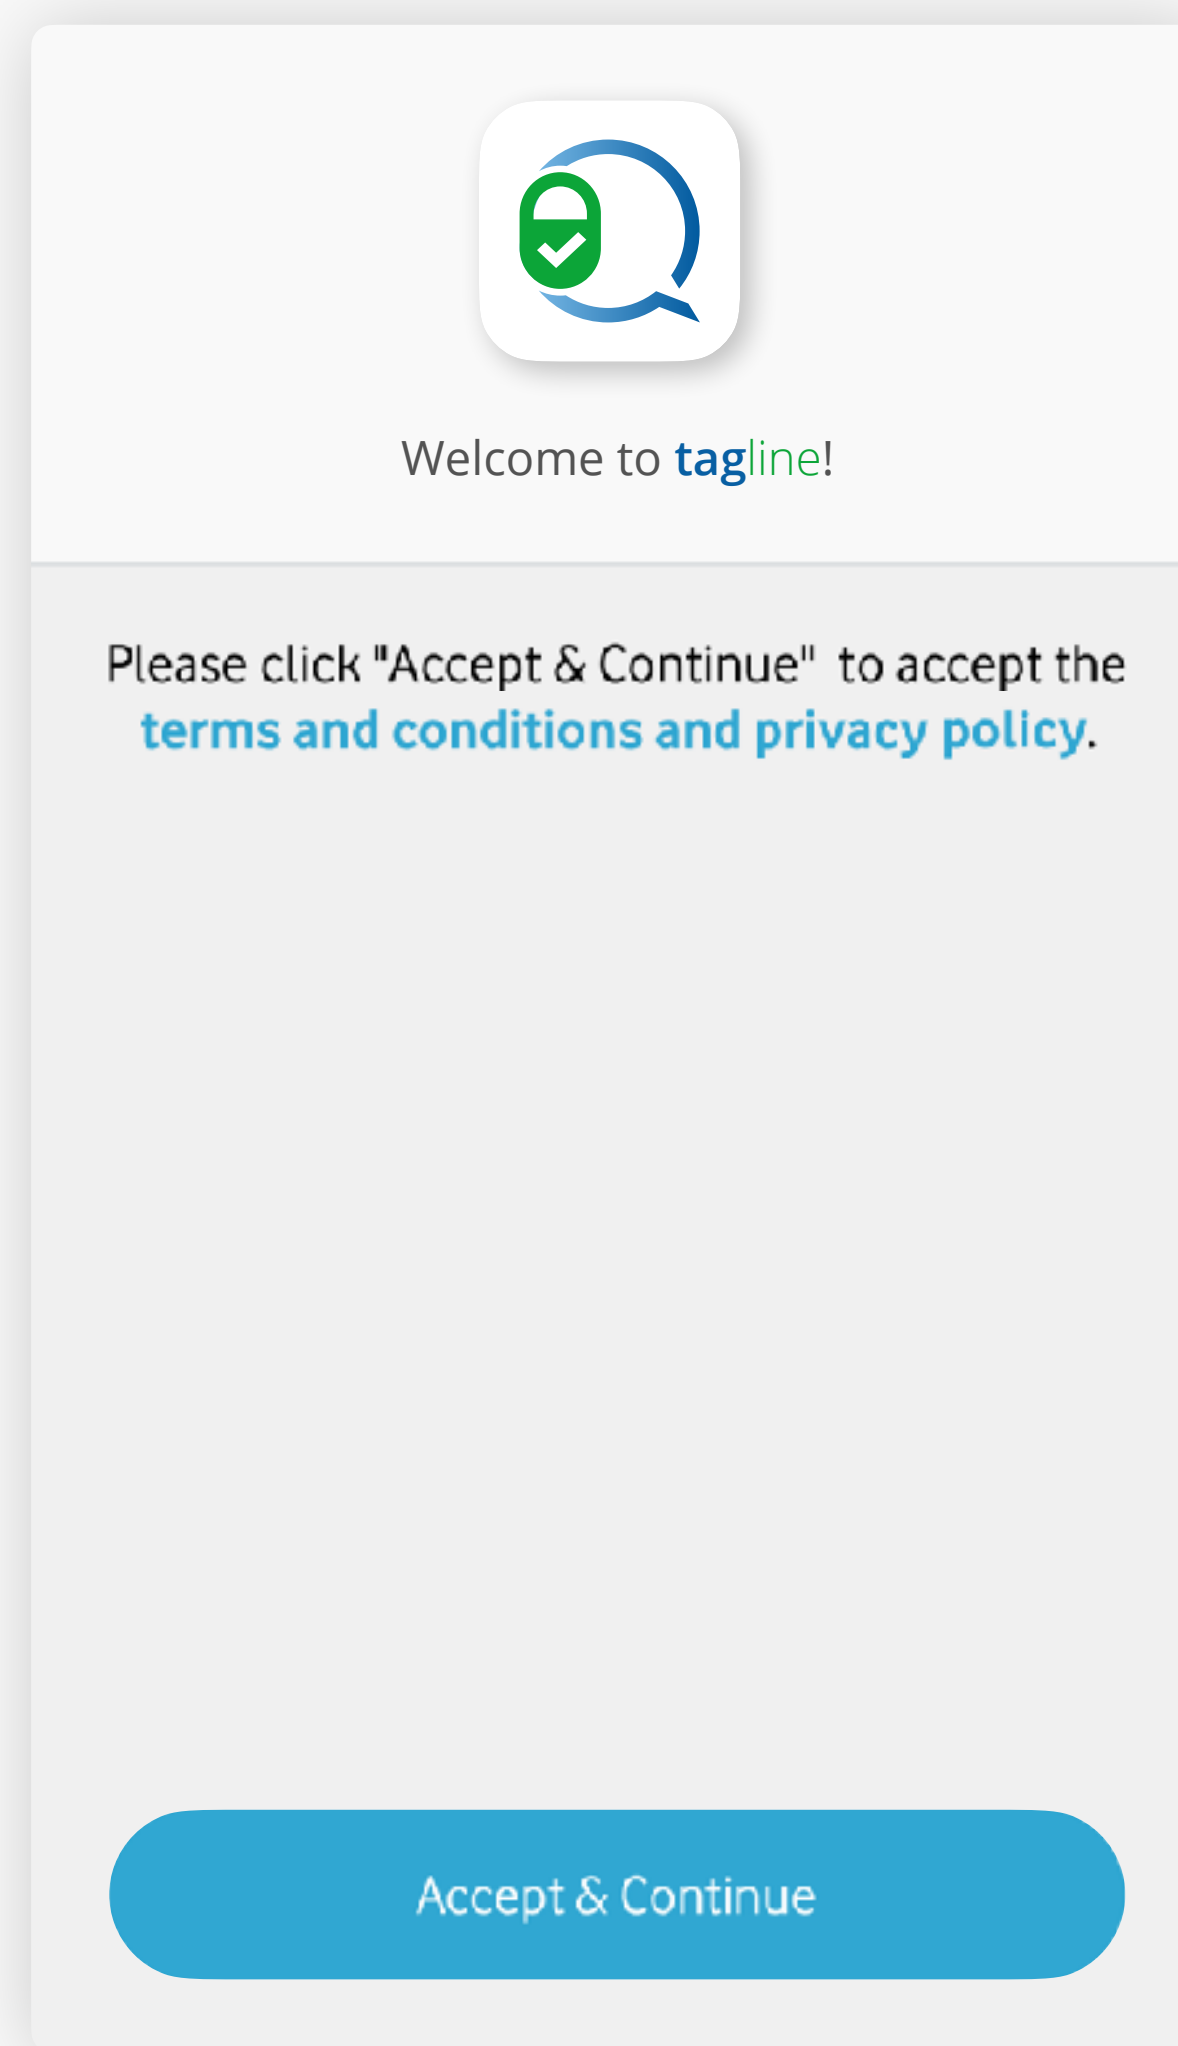 Welcome to tagline!
Please click "Accept & Continue"  to accept the
terms and conditions and privacy policy.
Accept & Continue